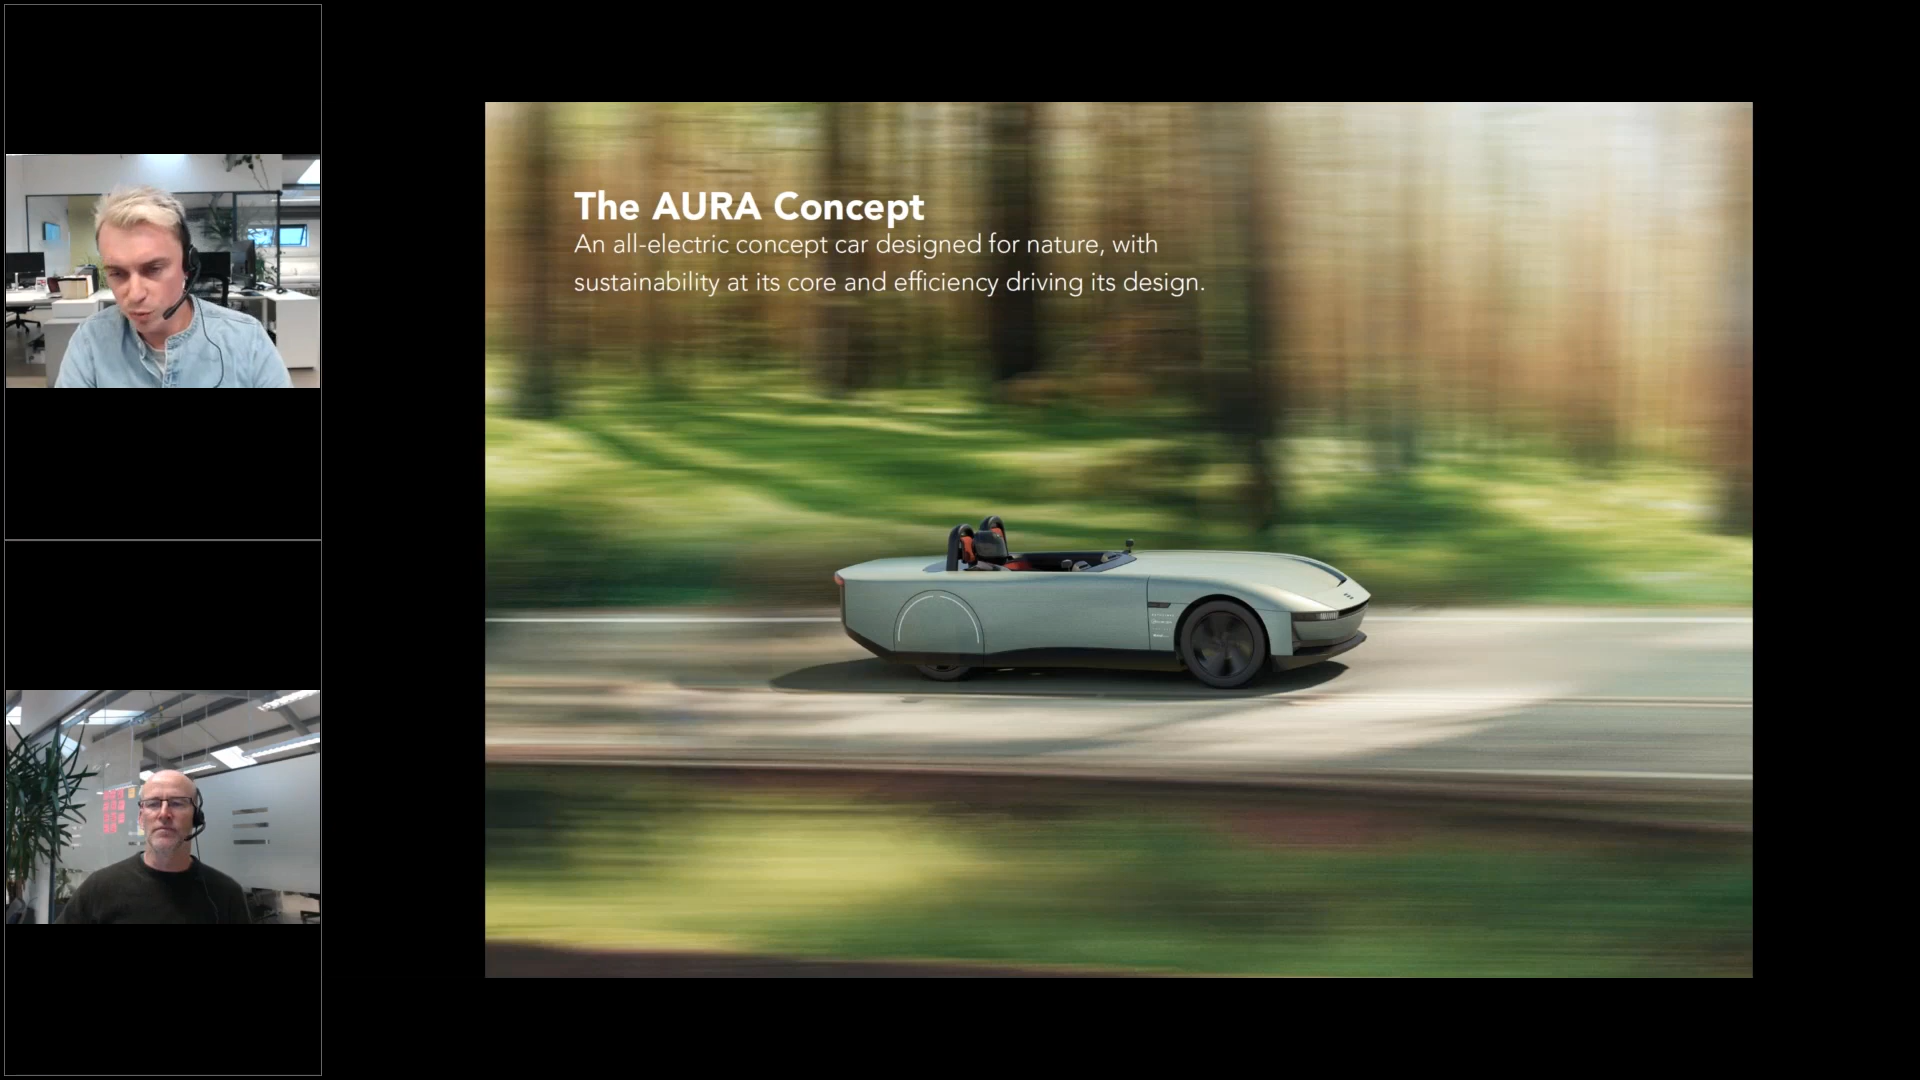 The AURA Concept
An all-electric concept car designed for nature, with
sustainability at its core and efficiency driving its design.